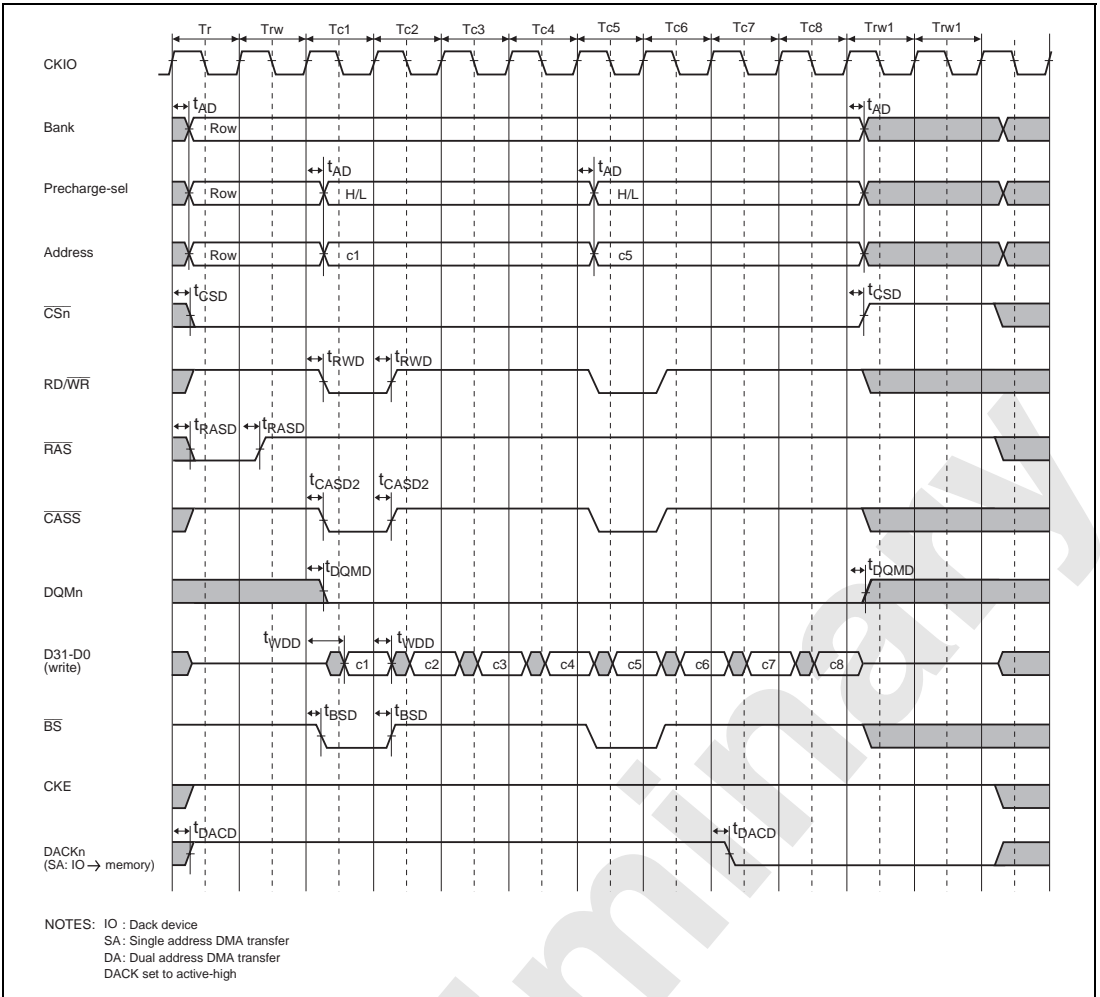 Tr Trw Tc1 Tc2 Tc3 Tc4 Tc5 Tc6 Tc7 Tc8 Trw1 Trw1
CKIO
tAD tAD
Bank Row
tAD tAD
Precharge-sel Row H/L H/L
Address Row c1 c5
tCSD tCSD
CSn
tRWD tRWD
RD/WR
tRASD tRASD
RAS
tCASD2 tCASD2
CASS
tDQMD tDQMD
DQMn
tWDD tWDD
D31-D0
(write)
c1 c2 c3 c4 c5 c6 c7 c8
tBSD tBSD
BS
CKE
tDACD tDACD
DACKn
(SA: IO → memory)
NOTES: IO : Dack device
SA : Single address DMA transfer
DA : Dual address DMA transfer
DACK set to active-high